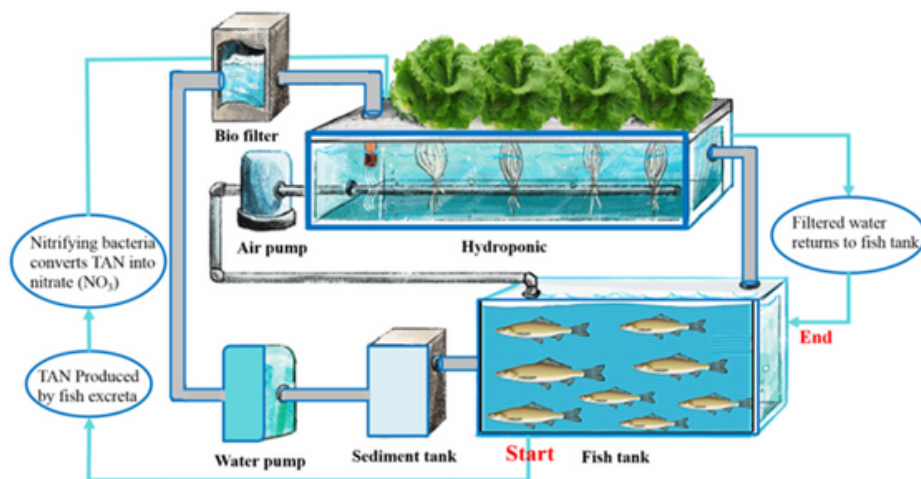 Bio filter
Air pump
Hydroponic
Nitrifying bacteria
converts TAN into
nitrate (NO₃)
Filtered water
returns to fish tank
End
TAN Produced
by fish excreta
Water pump
Sediment tank
Start
Fish tank